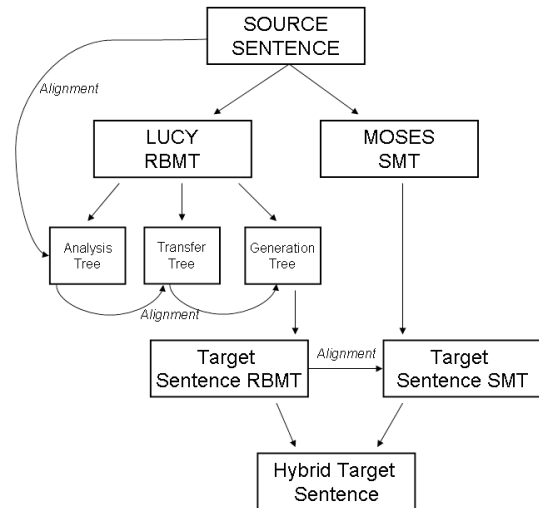 SOURCE
SENTENCE
Alignment
LUCY
RBMT
MOSES
SMT
Analysis
Tree
Transfer
Tree
Generation
Tree
Alignment
Target
Sentence RBMT
Alignment
Target
Sentence SMT
Hybrid Target
Sentence